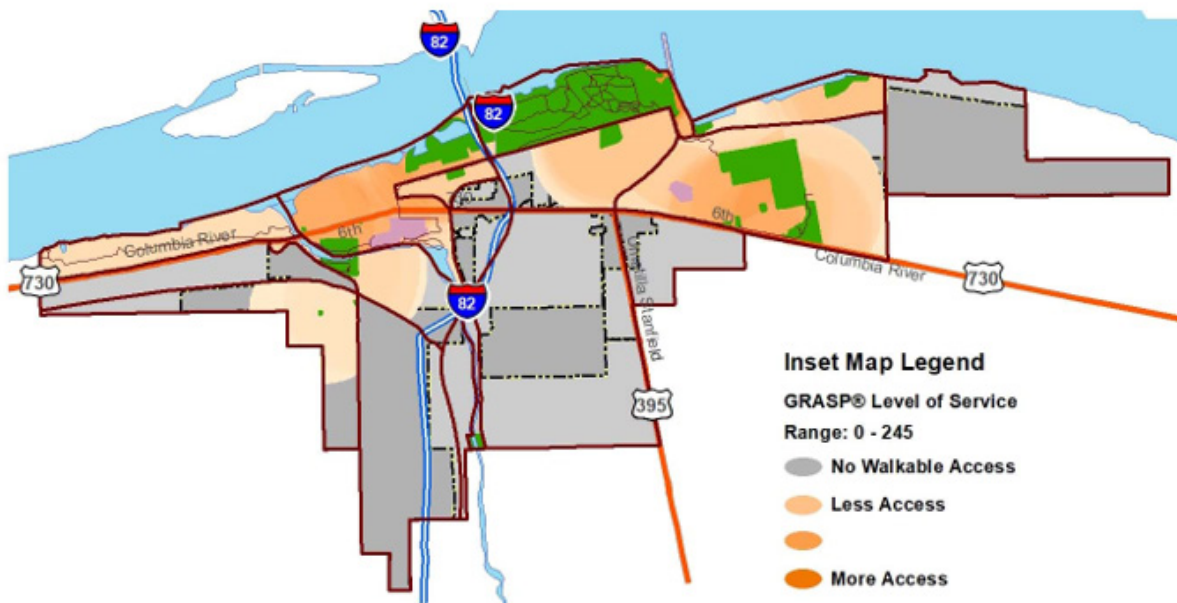 82
82
6th
Columbia River
730
6th
Columbia River
730
82
Umatilla Stanfield
395
Inset Map Legend
GRASP® Level of Service
Range: 0 - 245
No Walkable Access
Less Access
More Access